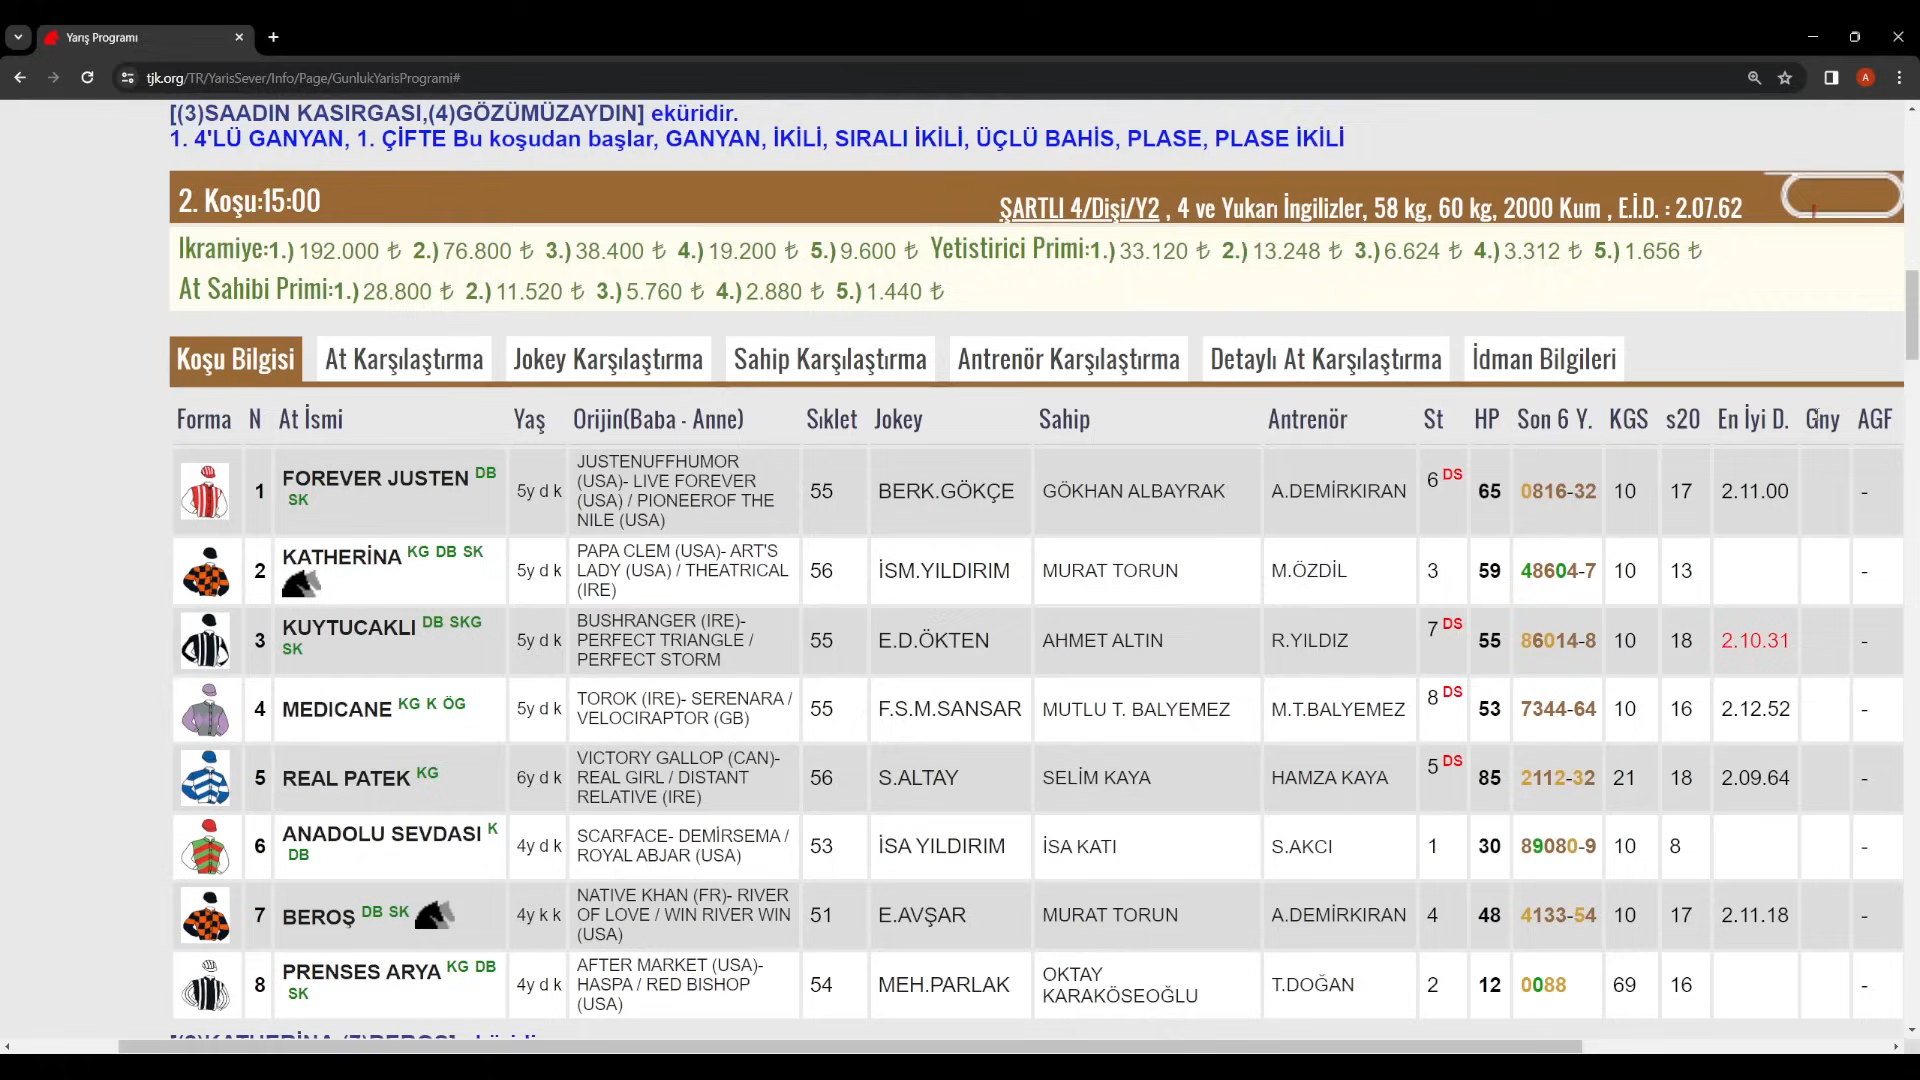 Yarış Programı
tjk.org/TR/YarisSever/Info/Page/GunlukYarisProgrami#
A
[(3)SAADIN KASIRGASI,(4)GÖZÜMÜZAYDIN] eküridir.
1. 4'LÜ GANYAN, 1. ÇİFTE Bu koşudan başlar, GANYAN, İKİLİ, SIRALI İKİLİ, ÜÇLÜ BAHİS, PLASE, PLASE İKİLİ
2. Koşu:15:00 ŞARTLI 4/Dişi/Y2 , 4 ve Yukarı İngilizler, 58 kg, 60 kg, 2000 Kum , E.İ.D. : 2.07.62
Ikramiye:1.) 192.000 ₺ 2.) 76.800 ₺ 3.) 38.400 ₺ 4.) 19.200 ₺ 5.) 9.600 ₺ Yetistirici Primi:1.) 33.120 ₺ 2.) 13.248 ₺ 3.) 6.624 ₺ 4.) 3.312 ₺ 5.) 1.656 ₺
At Sahibi Primi:1.) 28.800 ₺ 2.) 11.520 ₺ 3.) 5.760 ₺ 4.) 2.880 ₺ 5.) 1.440 ₺
Koşu Bilgisi At Karşılaştırma Jokey Karşılaştırma Sahip Karşılaştırma Antrenör Karşılaştırma Detaylı At Karşılaştırma İdman Bilgileri
Forma N At İsmi Yaş Orijin(Baba - Anne) Sıklet Jokey Sahip Antrenör St HP Son 6 Y. KGS s20 En İyi D. Gny AGF
1 FOREVER JUSTEN DB SK 5y d k JUSTENUFFHUMOR (USA)- LIVE FOREVER (USA) / PIONEEROF THE NILE (USA) 55 BERK.GÖKÇE GÖKHAN ALBAYRAK A.DEMİRKIRAN 6 DS 65 0816-32 10 17 2.11.00 -
2 KATHERİNA KG DB SK 5y d k PAPA CLEM (USA)- ART'S LADY (USA) / THEATRICAL (IRE) 56 İSM.YILDIRIM MURAT TORUN M.ÖZDİL 3 59 48604-7 10 13 -
3 KUYTUCAKLI DB SKG SK 5y d k BUSHRANGER (IRE)- PERFECT TRIANGLE / PERFECT STORM 55 E.D.ÖKTEN AHMET ALTIN R.YILDIZ 7 DS 55 86014-8 10 18 2.10.31 -
4 MEDICANE KG K ÖG 5y d k TOROK (IRE)- SERENARA / VELOCIRAPTOR (GB) 55 F.S.M.SANSAR MUTLU T. BALYEMEZ M.T.BALYEMEZ 8 DS 53 7344-64 10 16 2.12.52 -
5 REAL PATEK KG 6y d k VICTORY GALLOP (CAN)- REAL GIRL / DISTANT RELATIVE (IRE) 56 S.ALTAY SELİM KAYA HAMZA KAYA 5 DS 85 2112-32 21 18 2.09.64 -
6 ANADOLU SEVDASI K DB 4y d k SCARFACE- DEMİRSEMA / ROYAL ABJAR (USA) 53 İSA YILDIRIM İSA KATI S.AKCI 1 30 89080-9 10 8 -
7 BEROŞ DB SK 4y k k NATIVE KHAN (FR)- RIVER OF LOVE / WIN RIVER WIN (USA) 51 E.AVŞAR MURAT TORUN A.DEMİRKIRAN 4 48 4133-54 10 17 2.11.18 -
8 PRENSES ARYA KG DB SK 4y d k AFTER MARKET (USA)- HASPA / RED BISHOP (USA) 54 MEH.PARLAK OKTAY KARAKÖSEOĞLU T.DOĞAN 2 12 0088 69 16 -